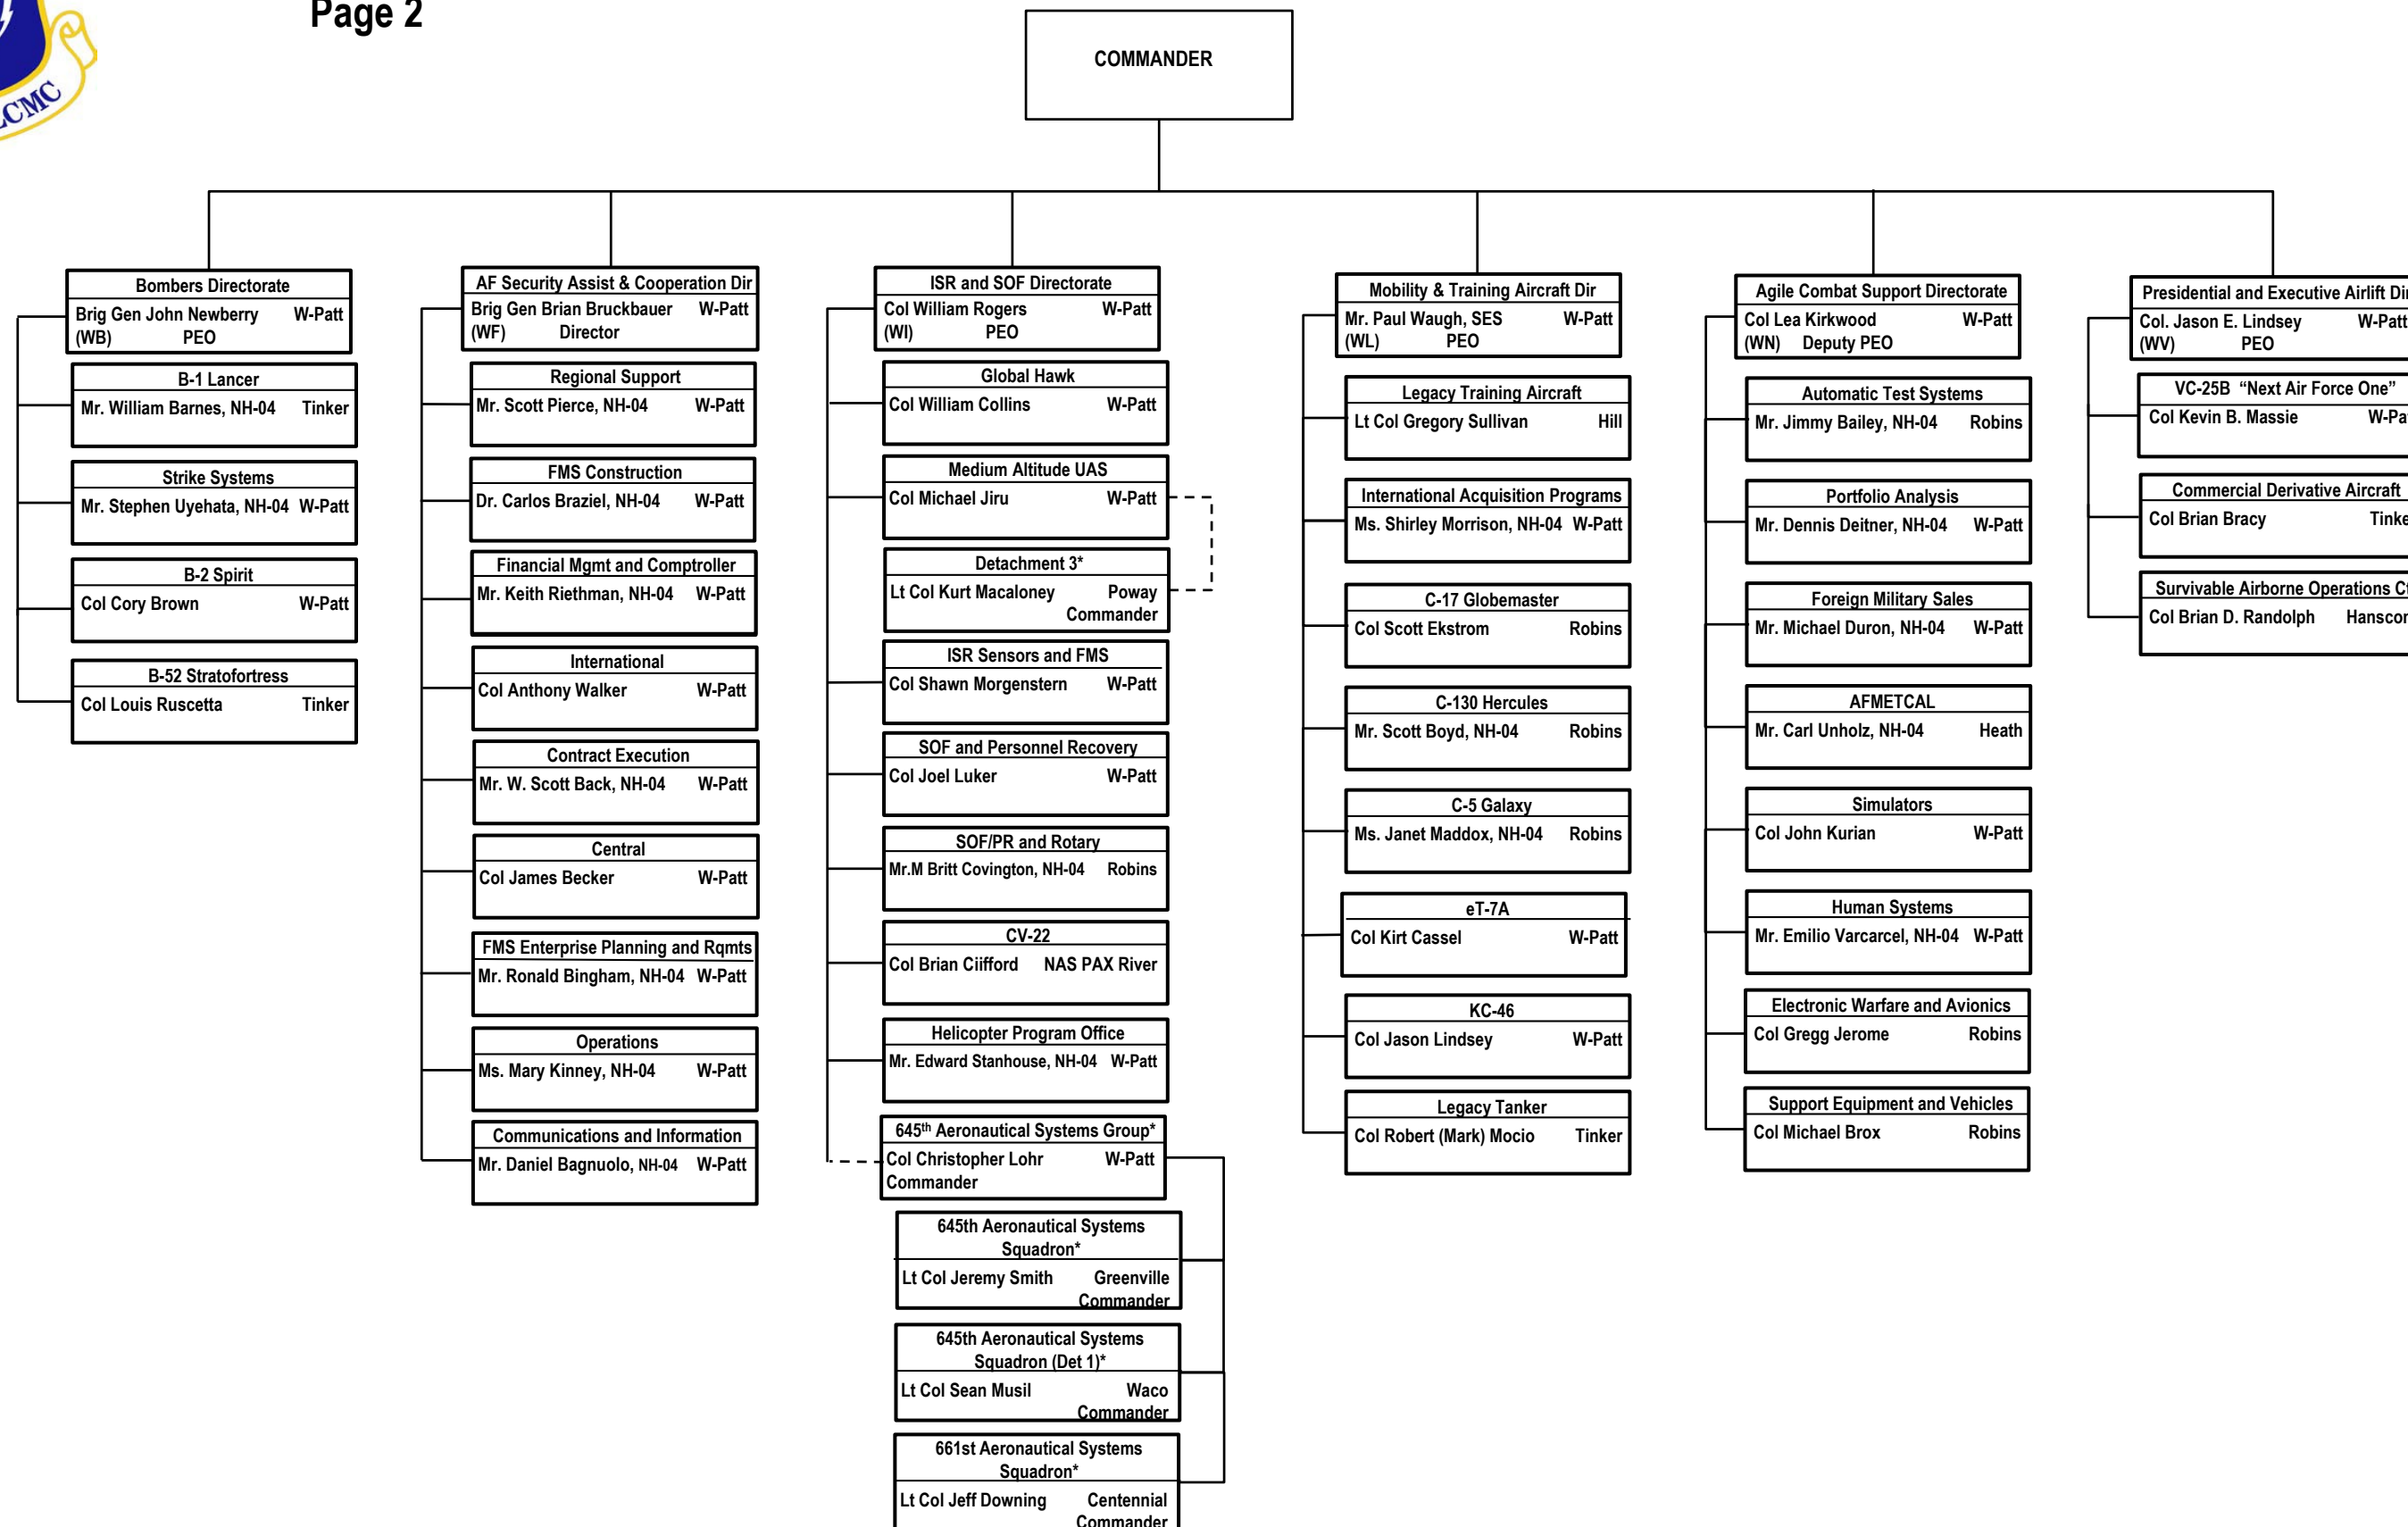 Page 2
LCMC
COMMANDER
Bombers Directorate
Brig Gen John Newberry W-Patt
(WB) PEO
B-1 Lancer
Mr. William Barnes, NH-04 Tinker
Strike Systems
Mr. Stephen Uyehata, NH-04 W-Patt
B-2 Spirit
Col Cory Brown W-Patt
B-52 Stratofortress
Col Louis Ruscetta Tinker
AF Security Assist & Cooperation Dir
Brig Gen Brian Bruckbauer W-Patt
(WF) Director
Regional Support
Mr. Scott Pierce, NH-04 W-Patt
FMS Construction
Dr. Carlos Braziel, NH-04 W-Patt
Financial Mgmt and Comptroller
Mr. Keith Riethman, NH-04 W-Patt
International
Col Anthony Walker W-Patt
Contract Execution
Mr. W. Scott Back, NH-04 W-Patt
Central
Col James Becker W-Patt
FMS Enterprise Planning and Rqmts
Mr. Ronald Bingham, NH-04 W-Patt
Operations
Ms. Mary Kinney, NH-04 W-Patt
Communications and Information
Mr. Daniel Bagnuolo, NH-04 W-Patt
ISR and SOF Directorate
Col William Rogers W-Patt
(WI) PEO
Global Hawk
Col William Collins W-Patt
Medium Altitude UAS
Col Michael Jiru W-Patt
Detachment 3*
Lt Col Kurt Macaloney Poway
Commander
ISR Sensors and FMS
Col Shawn Morgenstern W-Patt
SOF and Personnel Recovery
Col Joel Luker W-Patt
SOF/PR and Rotary
Mr.M Britt Covington, NH-04 Robins
CV-22
Col Brian Ciifford NAS PAX River
Helicopter Program Office
Mr. Edward Stanhouse, NH-04 W-Patt
645th Aeronautical Systems Group*
Col Christopher Lohr W-Patt
Commander
645th Aeronautical Systems
Squadron*
Lt Col Jeremy Smith Greenville
Commander
645th Aeronautical Systems
Squadron (Det 1)*
Lt Col Sean Musil Waco
Commander
661st Aeronautical Systems
Squadron*
Lt Col Jeff Downing Centennial
Commander
Mobility & Training Aircraft Dir
Mr. Paul Waugh, SES W-Patt
(WL) PEO
Legacy Training Aircraft
Lt Col Gregory Sullivan Hill
International Acquisition Programs
Ms. Shirley Morrison, NH-04 W-Patt
C-17 Globemaster
Col Scott Ekstrom Robins
C-130 Hercules
Mr. Scott Boyd, NH-04 Robins
C-5 Galaxy
Ms. Janet Maddox, NH-04 Robins
eT-7A
Col Kirt Cassel W-Patt
KC-46
Col Jason Lindsey W-Patt
Legacy Tanker
Col Robert (Mark) Mocio Tinker
Agile Combat Support Directorate
Col Lea Kirkwood W-Patt
(WN) Deputy PEO
Automatic Test Systems
Mr. Jimmy Bailey, NH-04 Robins
Portfolio Analysis
Mr. Dennis Deitner, NH-04 W-Patt
Foreign Military Sales
Mr. Michael Duron, NH-04 W-Patt
AFMETCAL
Mr. Carl Unholz, NH-04 Heath
Simulators
Col John Kurian W-Patt
Human Systems
Mr. Emilio Varcarcel, NH-04 W-Patt
Electronic Warfare and Avionics
Col Gregg Jerome Robins
Support Equipment and Vehicles
Col Michael Brox Robins
Presidential and Executive Airlift Dir
Col. Jason E. Lindsey W-Patt
(WV) PEO
VC-25B “Next Air Force One”
Col Kevin B. Massie W-Pa
Commercial Derivative Aircraft
Col Brian Bracy Tinke
Survivable Airborne Operations C
Col Brian D. Randolph Hanscon